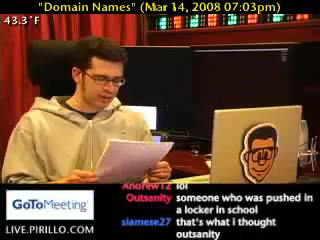 "Domain Names" (Mar 14, 2008 07:03pm)
43.3°F
GoToMeeting
LIVE.PIRILLO.COM
Andrew12 lol
Outsanity someone who was pushed in
a locker in school
siamese27 that's what i thought
outsanity